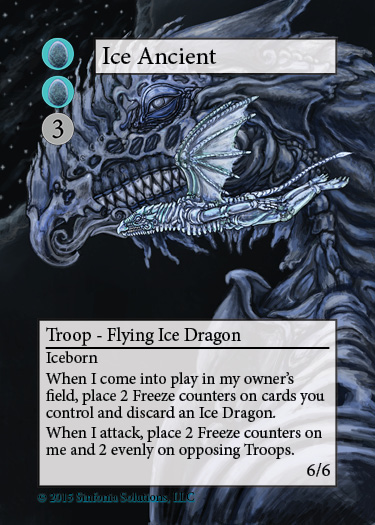 Ice Ancient
3
Troop - Flying Ice Dragon
Iceborn
When I come into play in my owner's
field, place 2 Freeze counters on cards you
control and discard an Ice Dragon.
When I attack, place 2 Freeze counters on
me and 2 evenly on opposing Troops.
6/6
© 2015 Sinfonia Solutions, LLC